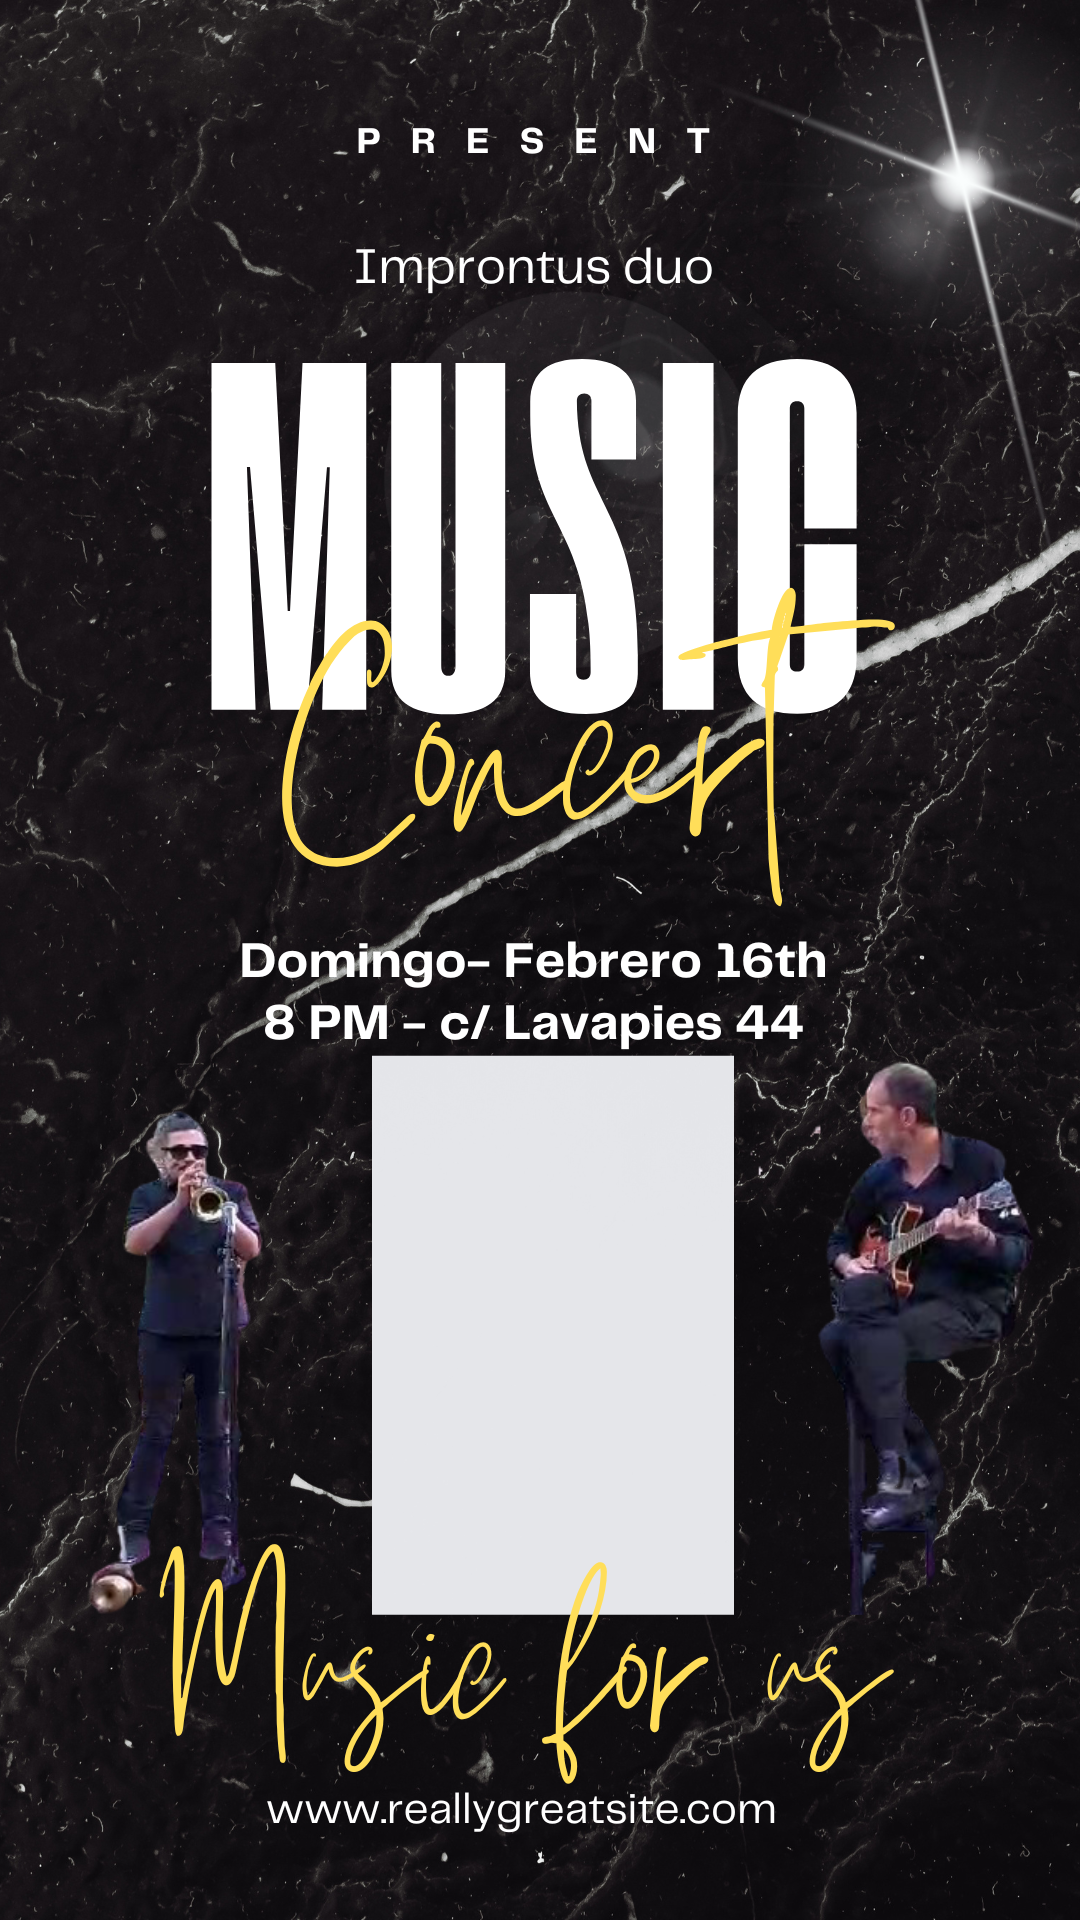 PRESENT
Improntus duo
MUSIC
Concert
Domingo- Febrero 16th
8 PM - c/ Lavapies 44
Music for us
www.reallygreatsite.com